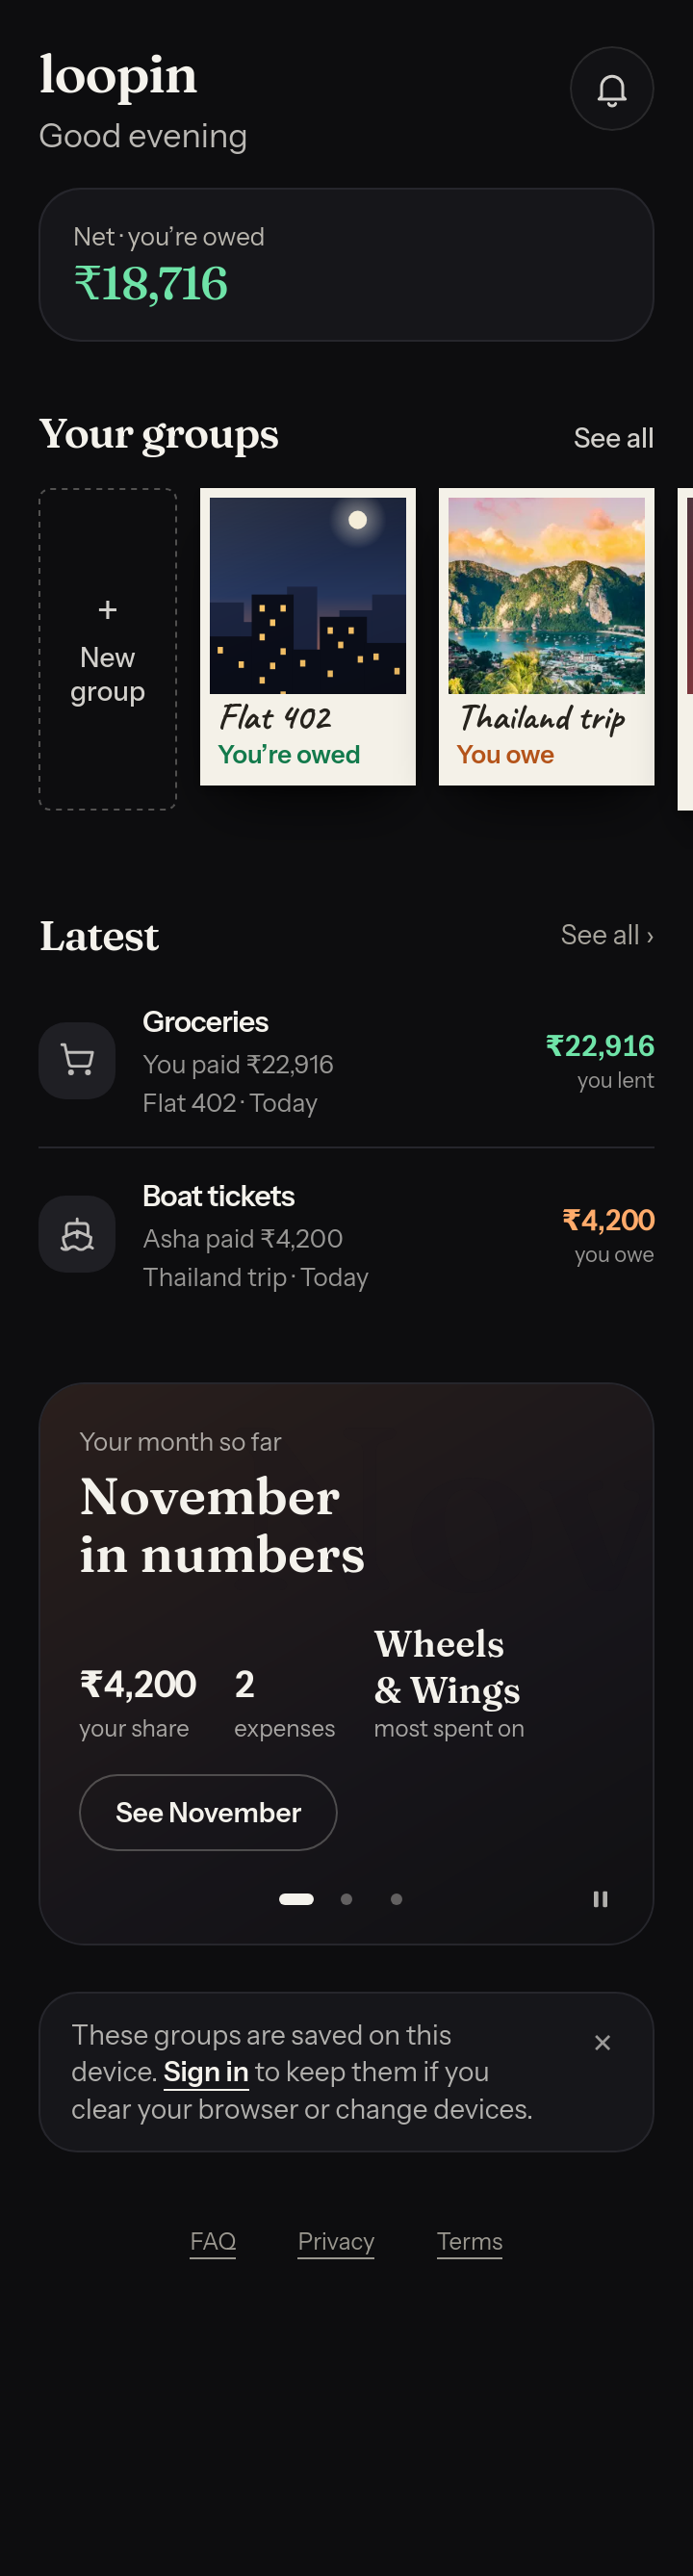 loopin
Good evening
Net · you’re owed
₹18,716
Your groups
See all
+
New
group
Flat 402
You’re owed
Thailand trip
You owe
Latest
See all ›
Groceries
You paid ₹22,916
Flat 402 · Today
₹22,916
you lent
Boat tickets
Asha paid ₹4,200
Thailand trip · Today
₹4,200
you owe
Your month so far
November
in numbers
₹4,200
your share
2
expenses
Wheels
& Wings
most spent on
See November
These groups are saved on this
device. Sign in to keep them if you
clear your browser or change devices.
FAQ
Privacy
Terms